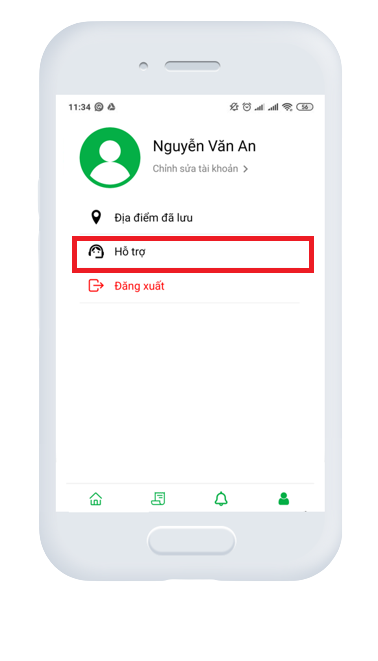 11:34
56
Nguyễn Văn An
Chỉnh sửa tài khoản
Địa điểm đã lưu
Hỗ trợ
Đăng xuất